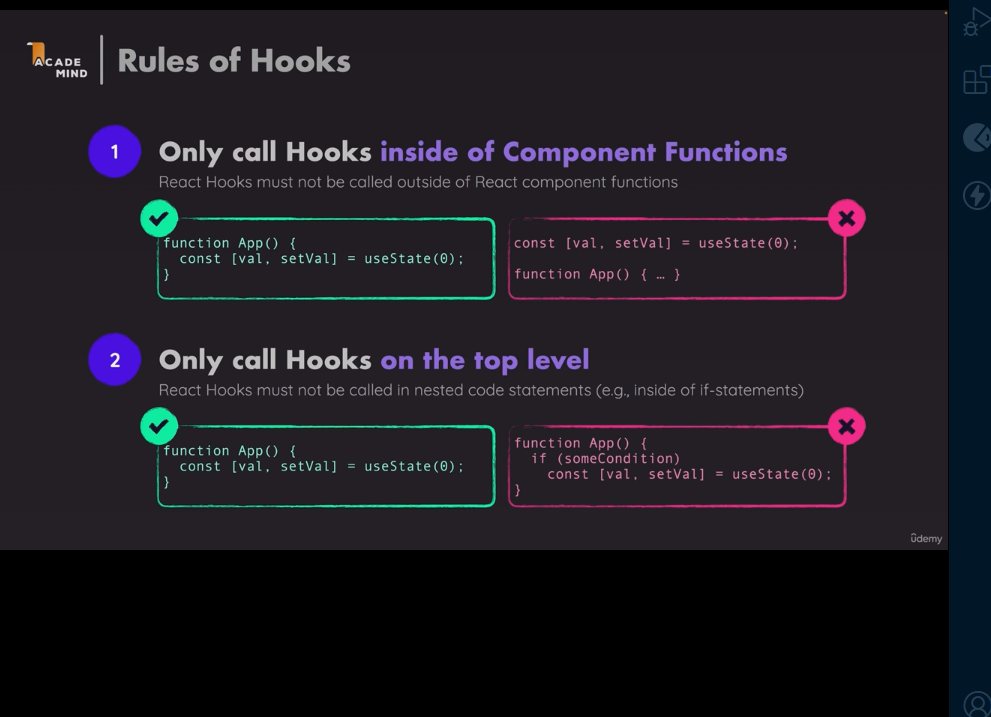 ACADE
MIND
Rules of Hooks
1
Only call Hooks inside of Component Functions
React Hooks must not be called outside of React component functions
function App() {
  const [val, setVal] = useState(0);
}
const [val, setVal] = useState(0);
function App() { … }
2
Only call Hooks on the top level
React Hooks must not be called in nested code statements (e.g., inside of if-statements)
function App() {
  const [val, setVal] = useState(0);
}
function App() {
  if (someCondition)
    const [val, setVal] = useState(0);
}
ûdemy